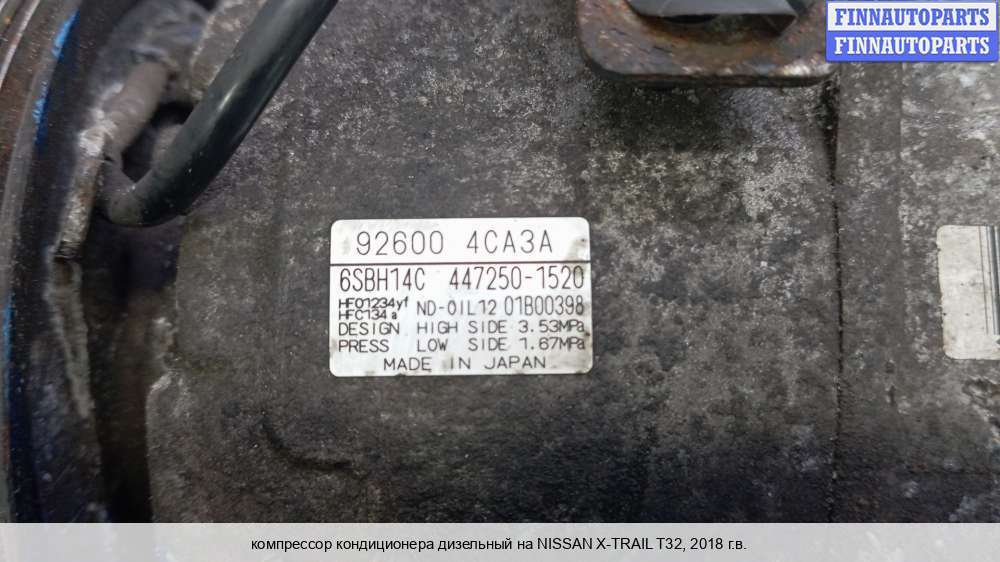 FINNAUTOPARTS
FINNAUTOPARTS
92600 4CA3A
6SBH14C 447250-1520
HFO1234yf
HFC134a
ND-OIL12 01B00398
DESIGN HIGH SIDE 3.53MPa
PRESS LOW SIDE 1.67MPa
MADE IN JAPAN
компрессор кондиционера дизельный на NISSAN X-TRAIL T32, 2018 г.в.